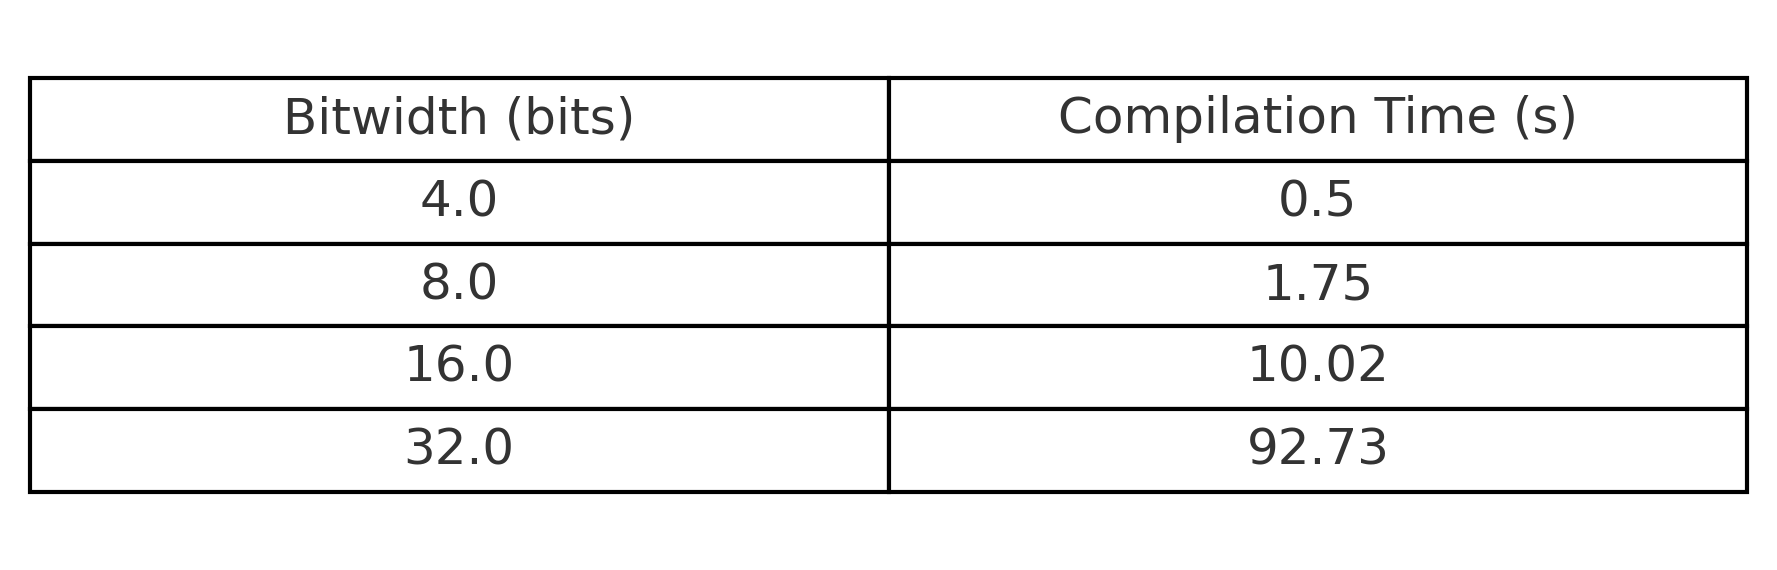 Bitwidth (bits) Compilation Time (s)
4.0 0.5
8.0 1.75
16.0 10.02
32.0 92.73